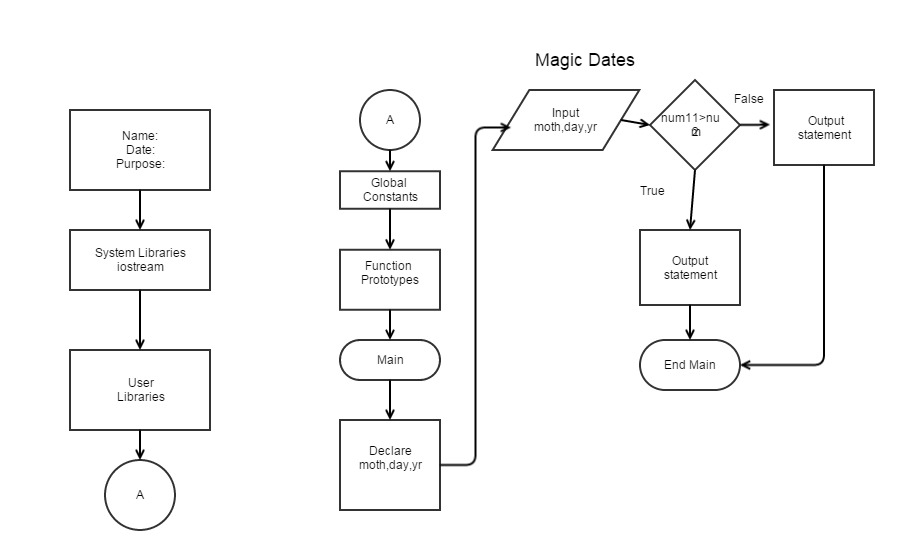 Magic Dates
Name:
Date:
Purpose:
System Libraries
iostream
User
Libraries
A
A
Global
Constants
Function
Prototypes
Main
Declare
moth,day,yr
Input
moth,day,yr
num11>nu
False
Output
statement
True
Output
statement
End Main